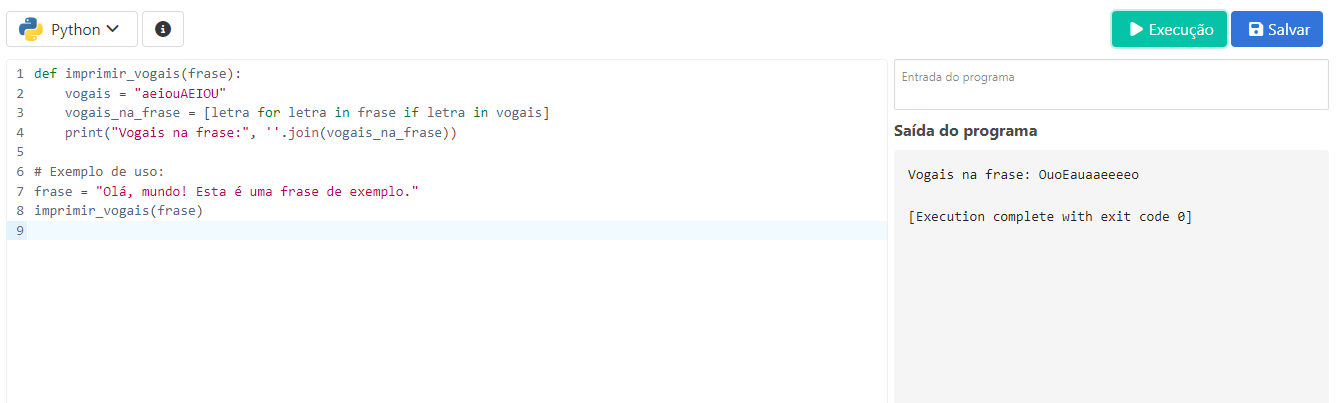 Python
Execução
Salvar
1 def imprimir_vogais(frase):
2     vogais = "aeiouAEIOU"
3     vogais_na_frase = [letra for letra in frase if letra in vogais]
4     print("Vogais na frase:", ''.join(vogais_na_frase))
5
6 # Exemplo de uso:
7 frase = "Olá, mundo! Esta é uma frase de exemplo."
8 imprimir_vogais(frase)
9
Entrada do programa
Saída do programa
Vogais na frase: OuoEauaaeeeeo
[Execution complete with exit code 0]